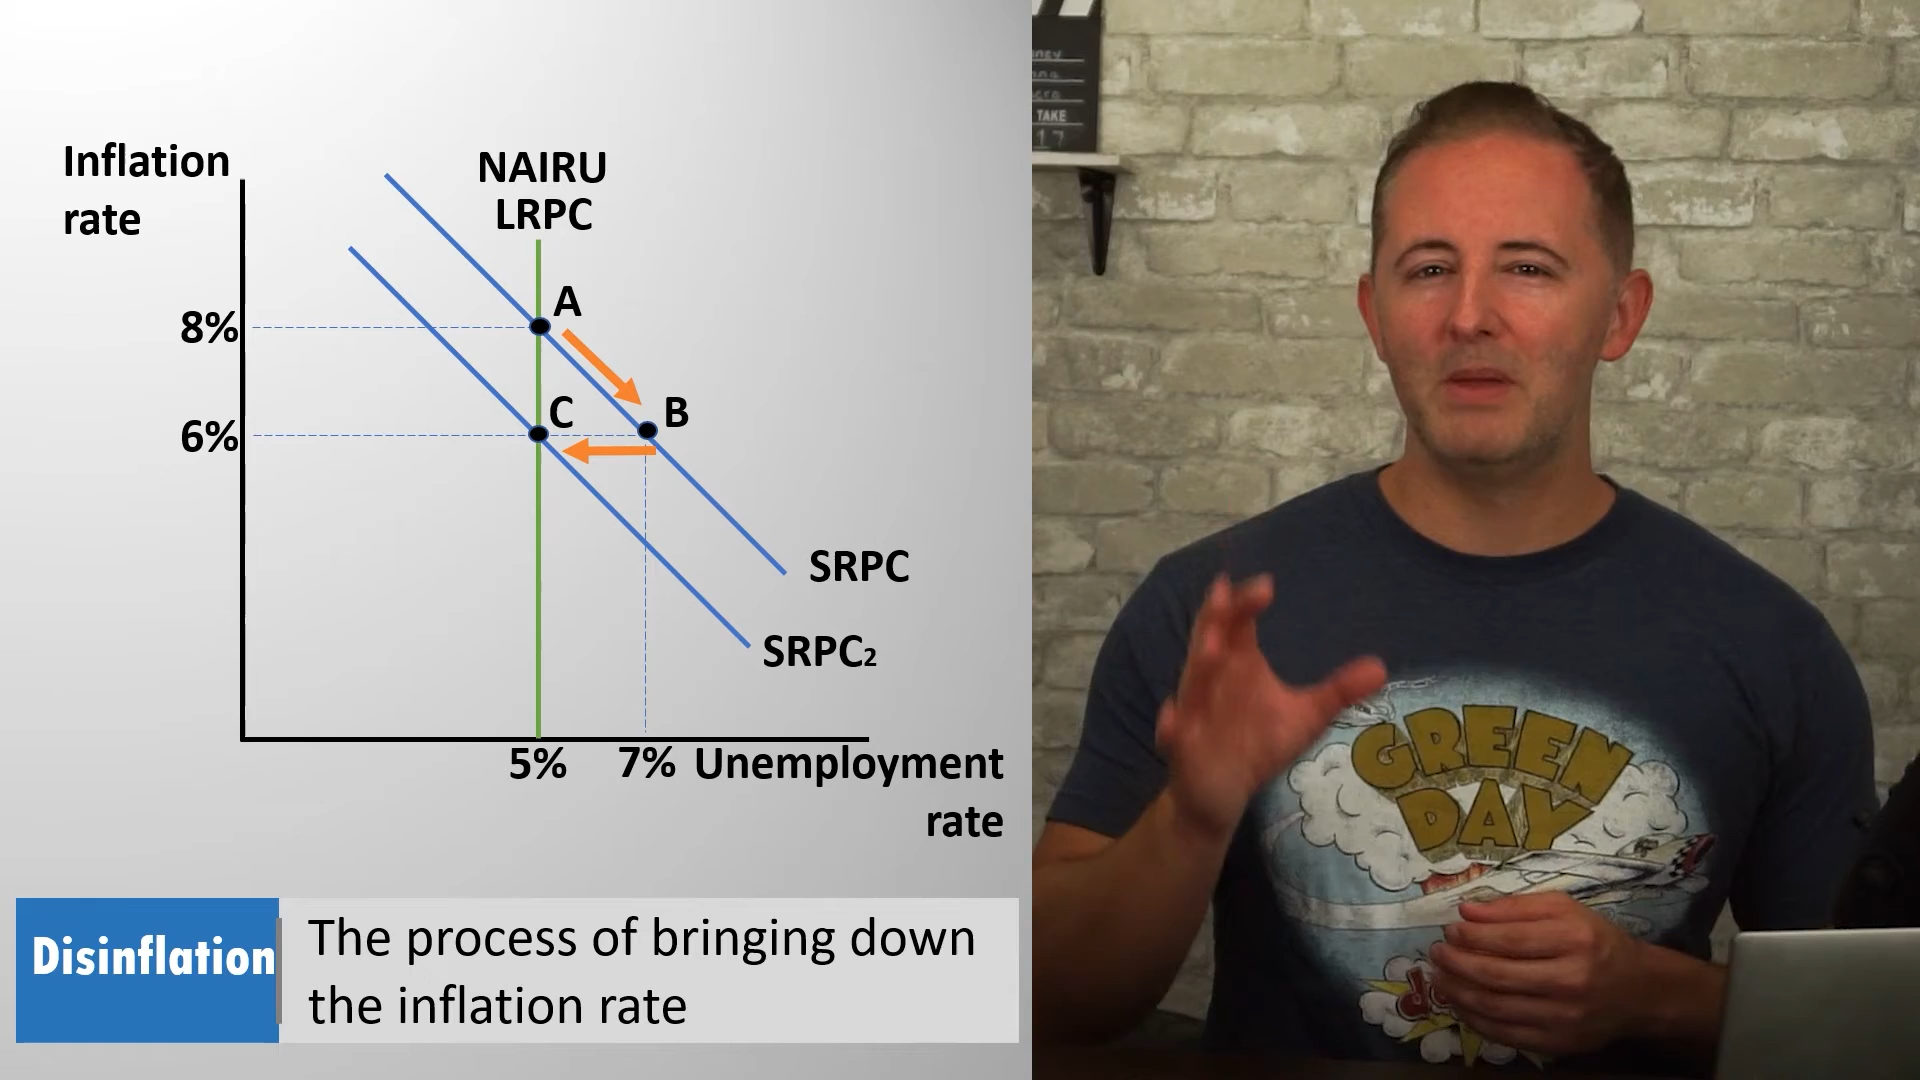 Inflation
rate
NAIRU
LRPC
A
8%
C
B
6%
SRPC
SRPC₂
5%
7%
Unemployment
rate
Disinflation
The process of bringing down
the inflation rate
TAKE
17
GREEN
DAY